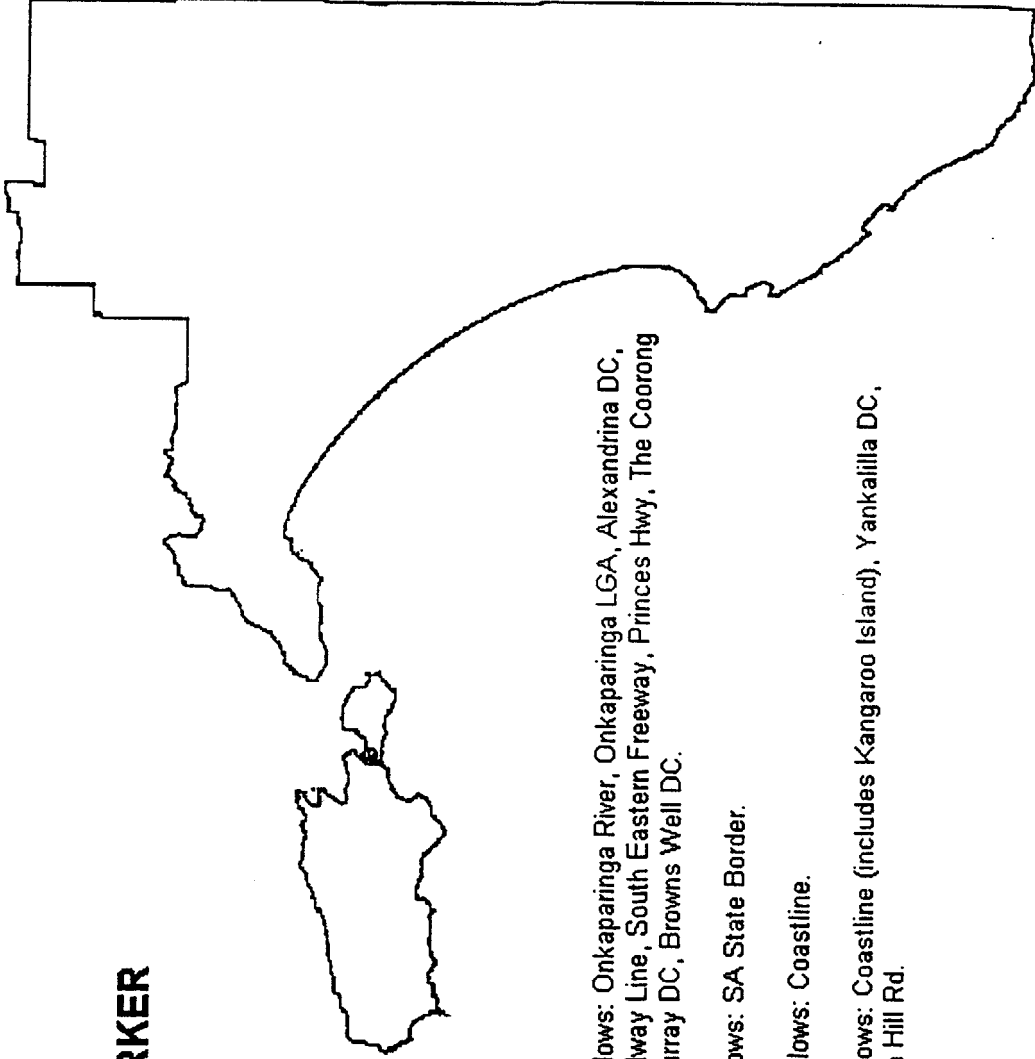 RKER
lows: Onkaparinga River, Onkaparinga LGA, Alexandrina DC,
lway Line, South Eastern Freeway, Princes Hwy, The Coorong
urray DC, Browns Well DC.
ows: SA State Border.
lows: Coastline.
ows: Coastline (includes Kangaroo Island), Yankalilla DC,
Hill Rd.